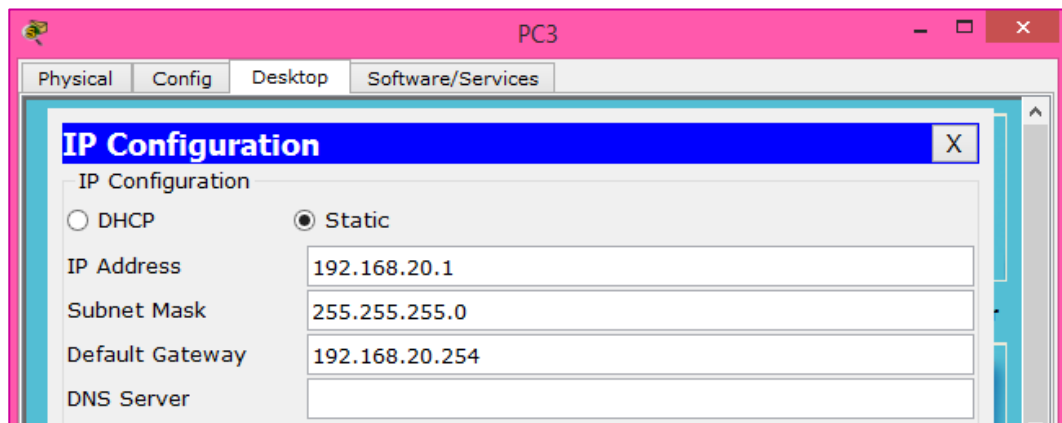 PC3
Physical Config Desktop Software/Services
IP Configuration X
IP Configuration
DHCP Static
IP Address 192.168.20.1
Subnet Mask 255.255.255.0
Default Gateway 192.168.20.254
DNS Server